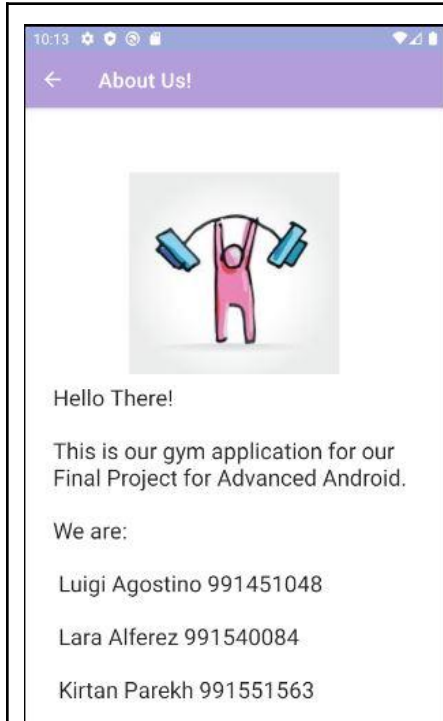 10:13
About Us!
Hello There!
This is our gym application for our
Final Project for Advanced Android.
We are:
Luigi Agostino 991451048
Lara Alferez 991540084
Kirtan Parekh 991551563